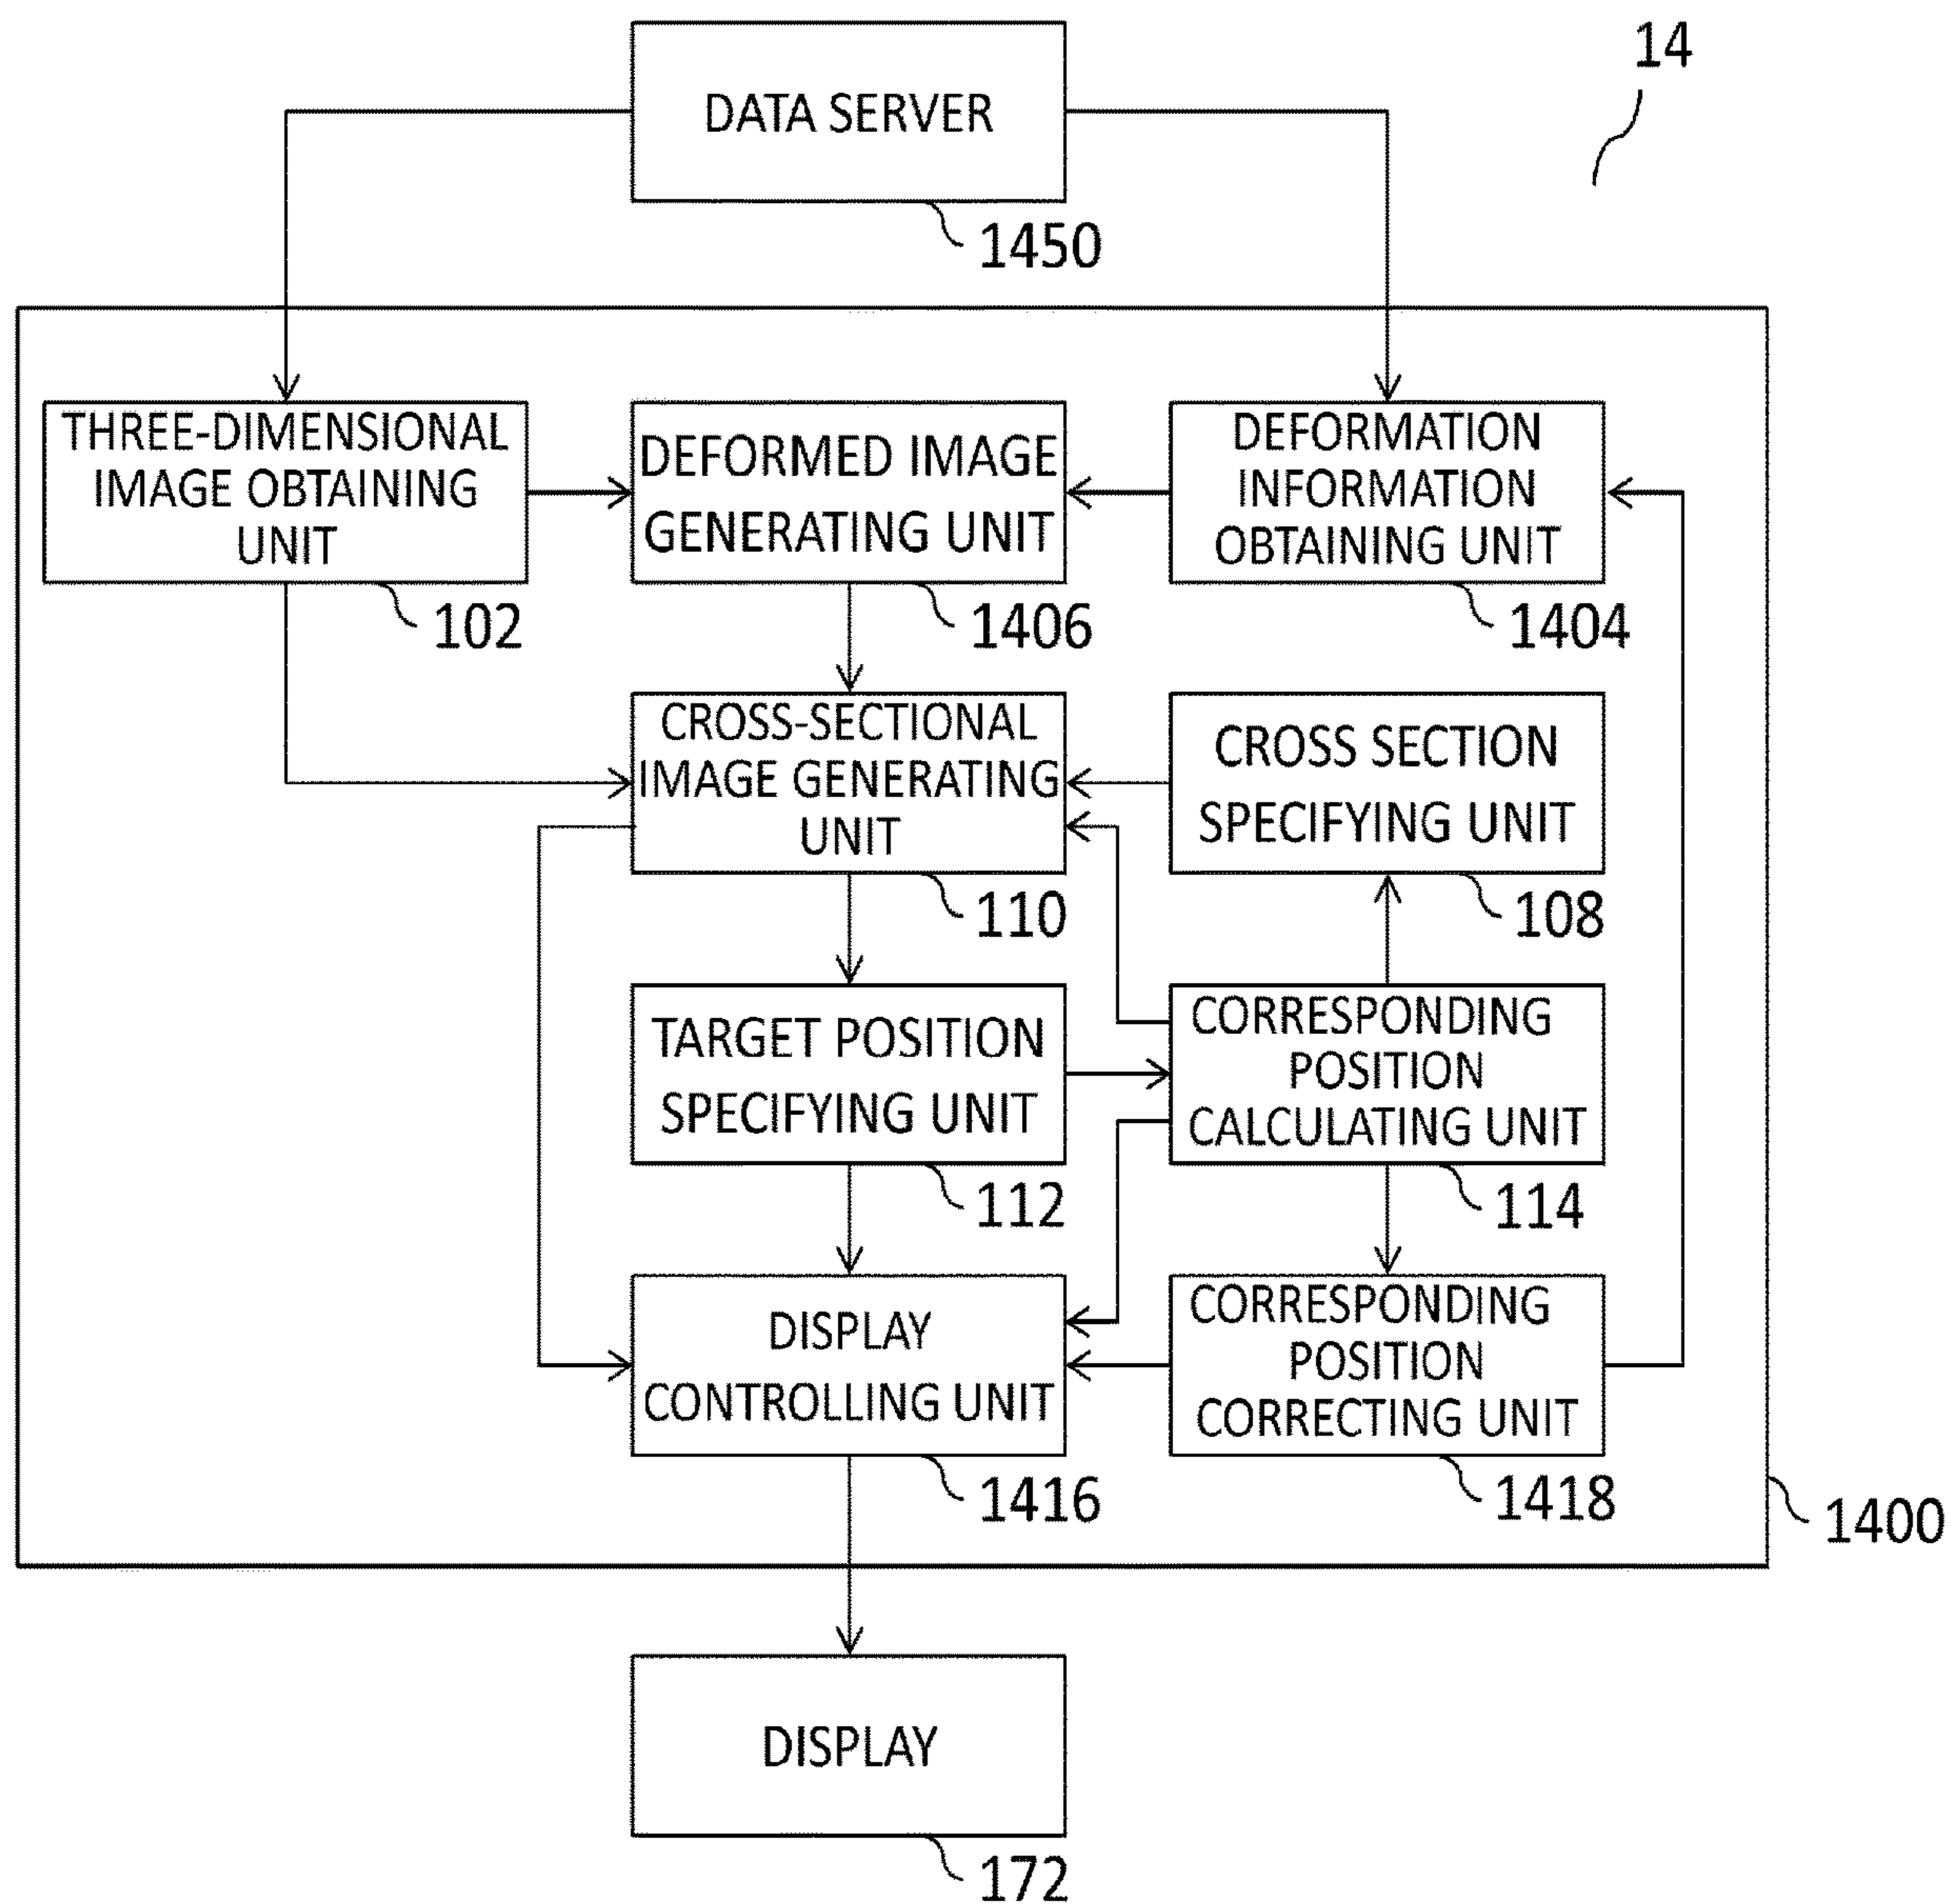 14
DATA SERVER
1450
THREE-DIMENSIONAL
IMAGE OBTAINING
UNIT
102
DEFORMED IMAGE
GENERATING UNIT
1406
DEFORMATION
INFORMATION
OBTAINING UNIT
1404
CROSS-SECTIONAL
IMAGE GENERATING
UNIT
110
CROSS SECTION
SPECIFYING UNIT
108
TARGET POSITION
SPECIFYING UNIT
112
CORRESPONDING
POSITION
CALCULATING UNIT
114
DISPLAY
CONTROLLING UNIT
1416
CORRESPONDING
POSITION
CORRECTING UNIT
1418
1400
DISPLAY
172